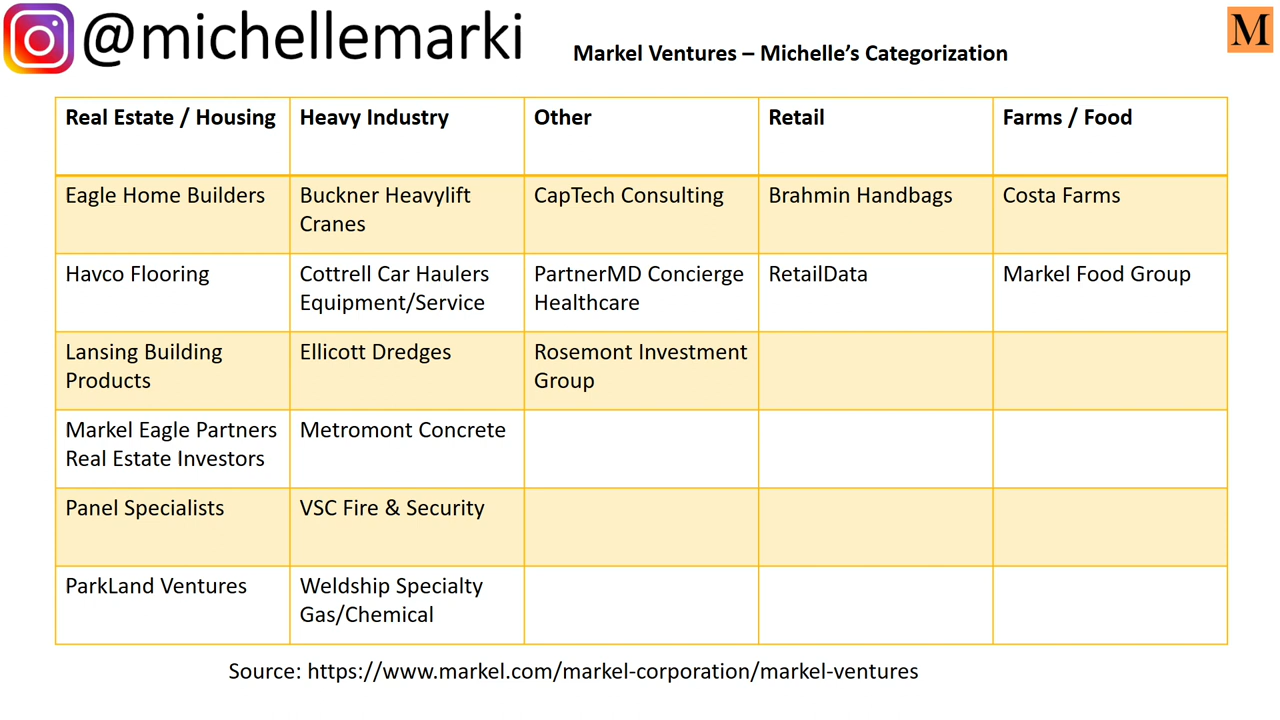 @michellemarki
Markel Ventures – Michelle's Categorization
M
Real Estate / Housing
Heavy Industry
Other
Retail
Farms / Food
Eagle Home Builders
Buckner Heavylift
Cranes
CapTech Consulting
Brahmin Handbags
Costa Farms
Havco Flooring
Cottrell Car Haulers
Equipment/Service
PartnerMD Concierge
Healthcare
RetailData
Markel Food Group
Lansing Building
Products
Ellicott Dredges
Rosemont Investment
Group
Markel Eagle Partners
Real Estate Investors
Metromont Concrete
Panel Specialists
VSC Fire & Security
ParkLand Ventures
Weldship Specialty
Gas/Chemical
Source: https://www.markel.com/markel-corporation/markel-ventures